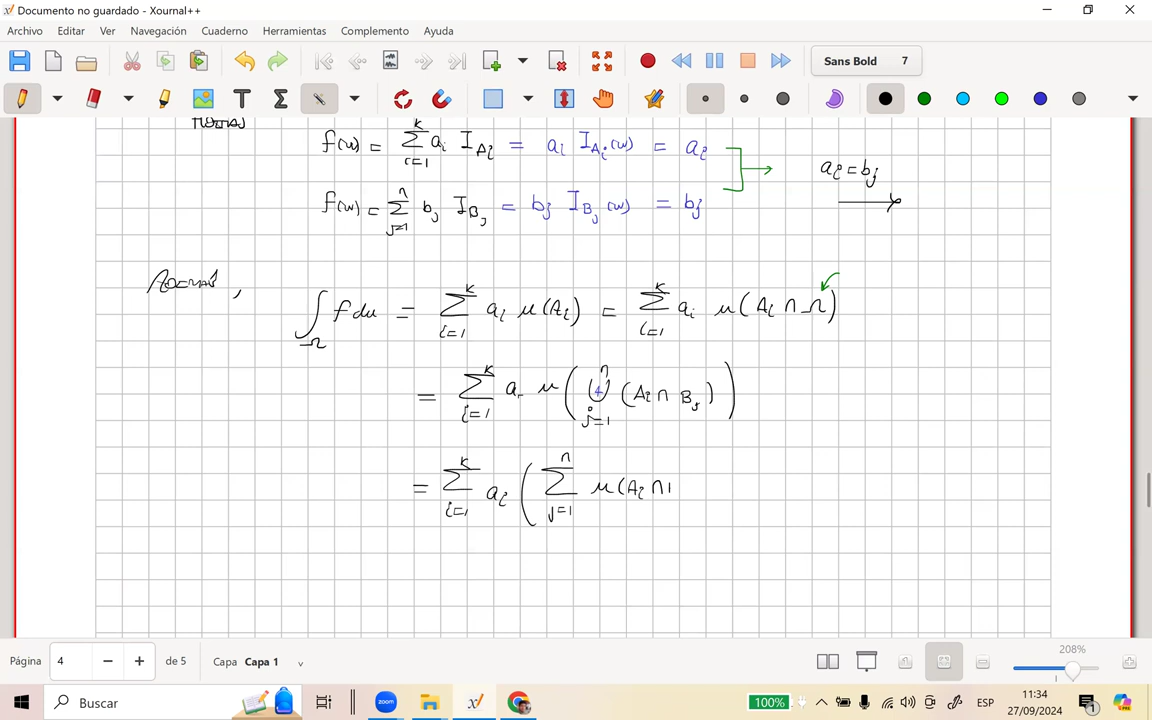 Documento no guardado - Xournal++
Archivo Editar Ver Navegación Cuaderno Herramientas Complemento Ayuda
Sans Bold 7
f(ω) = Σ_{i=1}^{k} a_i I_{A_i} = a_i I_{A_i}(ω) = a_i
a_i = b_j
f(ω) = Σ_{j=1}^{n} b_j I_{B_j} = b_j I_{B_j}(ω) = b_j
∫_Ω f du = Σ_{i=1}^{k} a_i u(A_i) = Σ_{i=1}^{k} a_i u(A_i ∩ Ω)
= Σ_{i=1}^{k} a_i u(⊎_{j=1}^{n} (A_i ∩ B_j))
= Σ_{i=1}^{k} a_i (Σ_{j=1}^{n} u(A_i ∩
Página 4 de 5 Capa Capa 1 208%
Buscar
zoom
100% ESP 11:34
27/09/2024
1